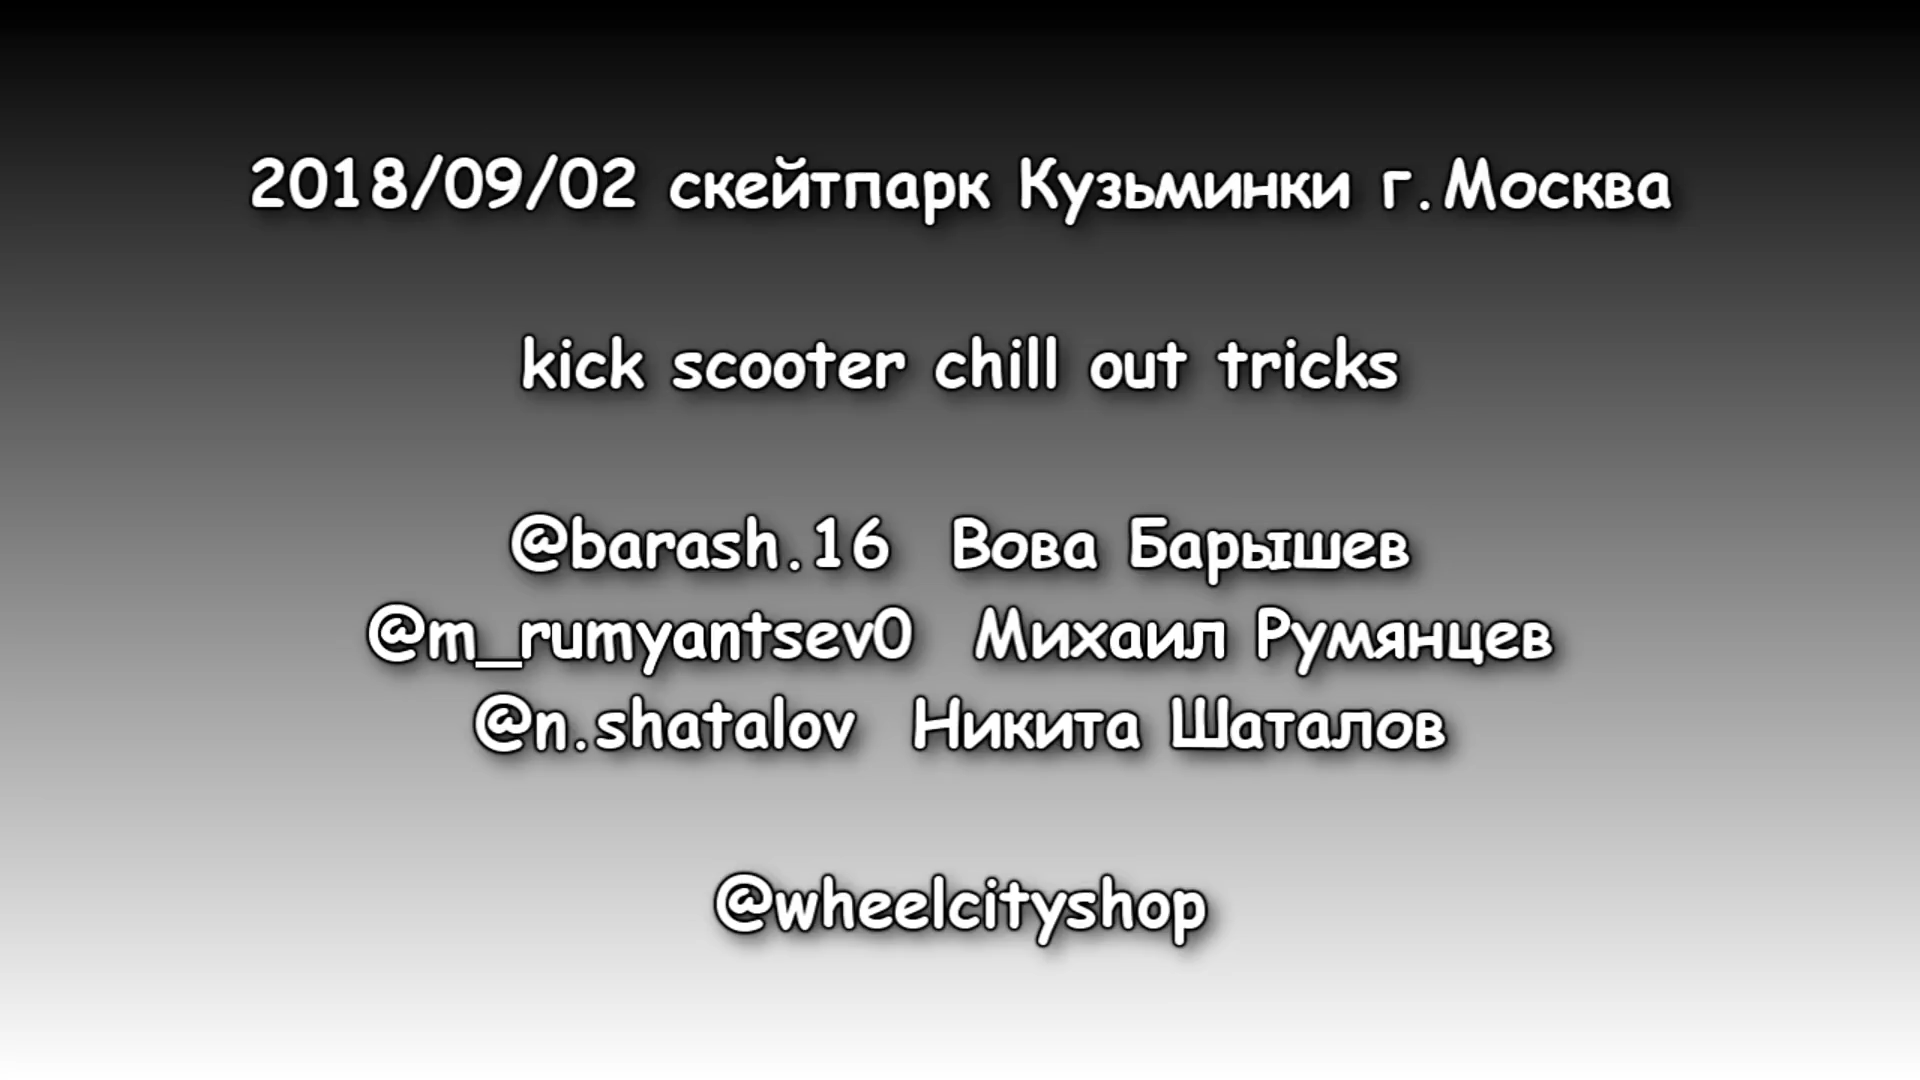 2018/09/02 скейтпарк Кузьминки г.Москва
kick scooter chill out tricks
@barash.16 Вова Барышев
@m_rumyantsev0 Михаил Румянцев
@n.shatalov Никита Шаталов
@wheelcityshop